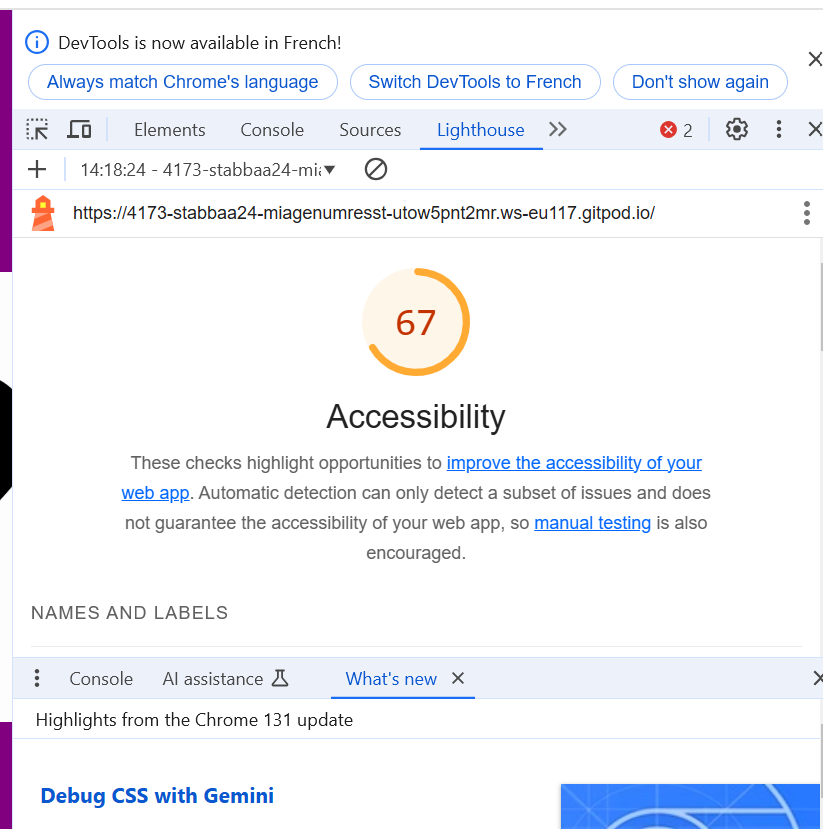 DevTools is now available in French!
Always match Chrome's language Switch DevTools to French Don't show again
Elements Console Sources Lighthouse 2
14:18:24 - 4173-stabbaa24-mia
https://4173-stabbaa24-miagenumresst-utow5pnt2mr.ws-eu117.gitpod.io/
67
Accessibility
These checks highlight opportunities to improve the accessibility of your
web app. Automatic detection can only detect a subset of issues and does
not guarantee the accessibility of your web app, so manual testing is also
encouraged.
NAMES AND LABELS
Console AI assistance What's new
Highlights from the Chrome 131 update
Debug CSS with Gemini